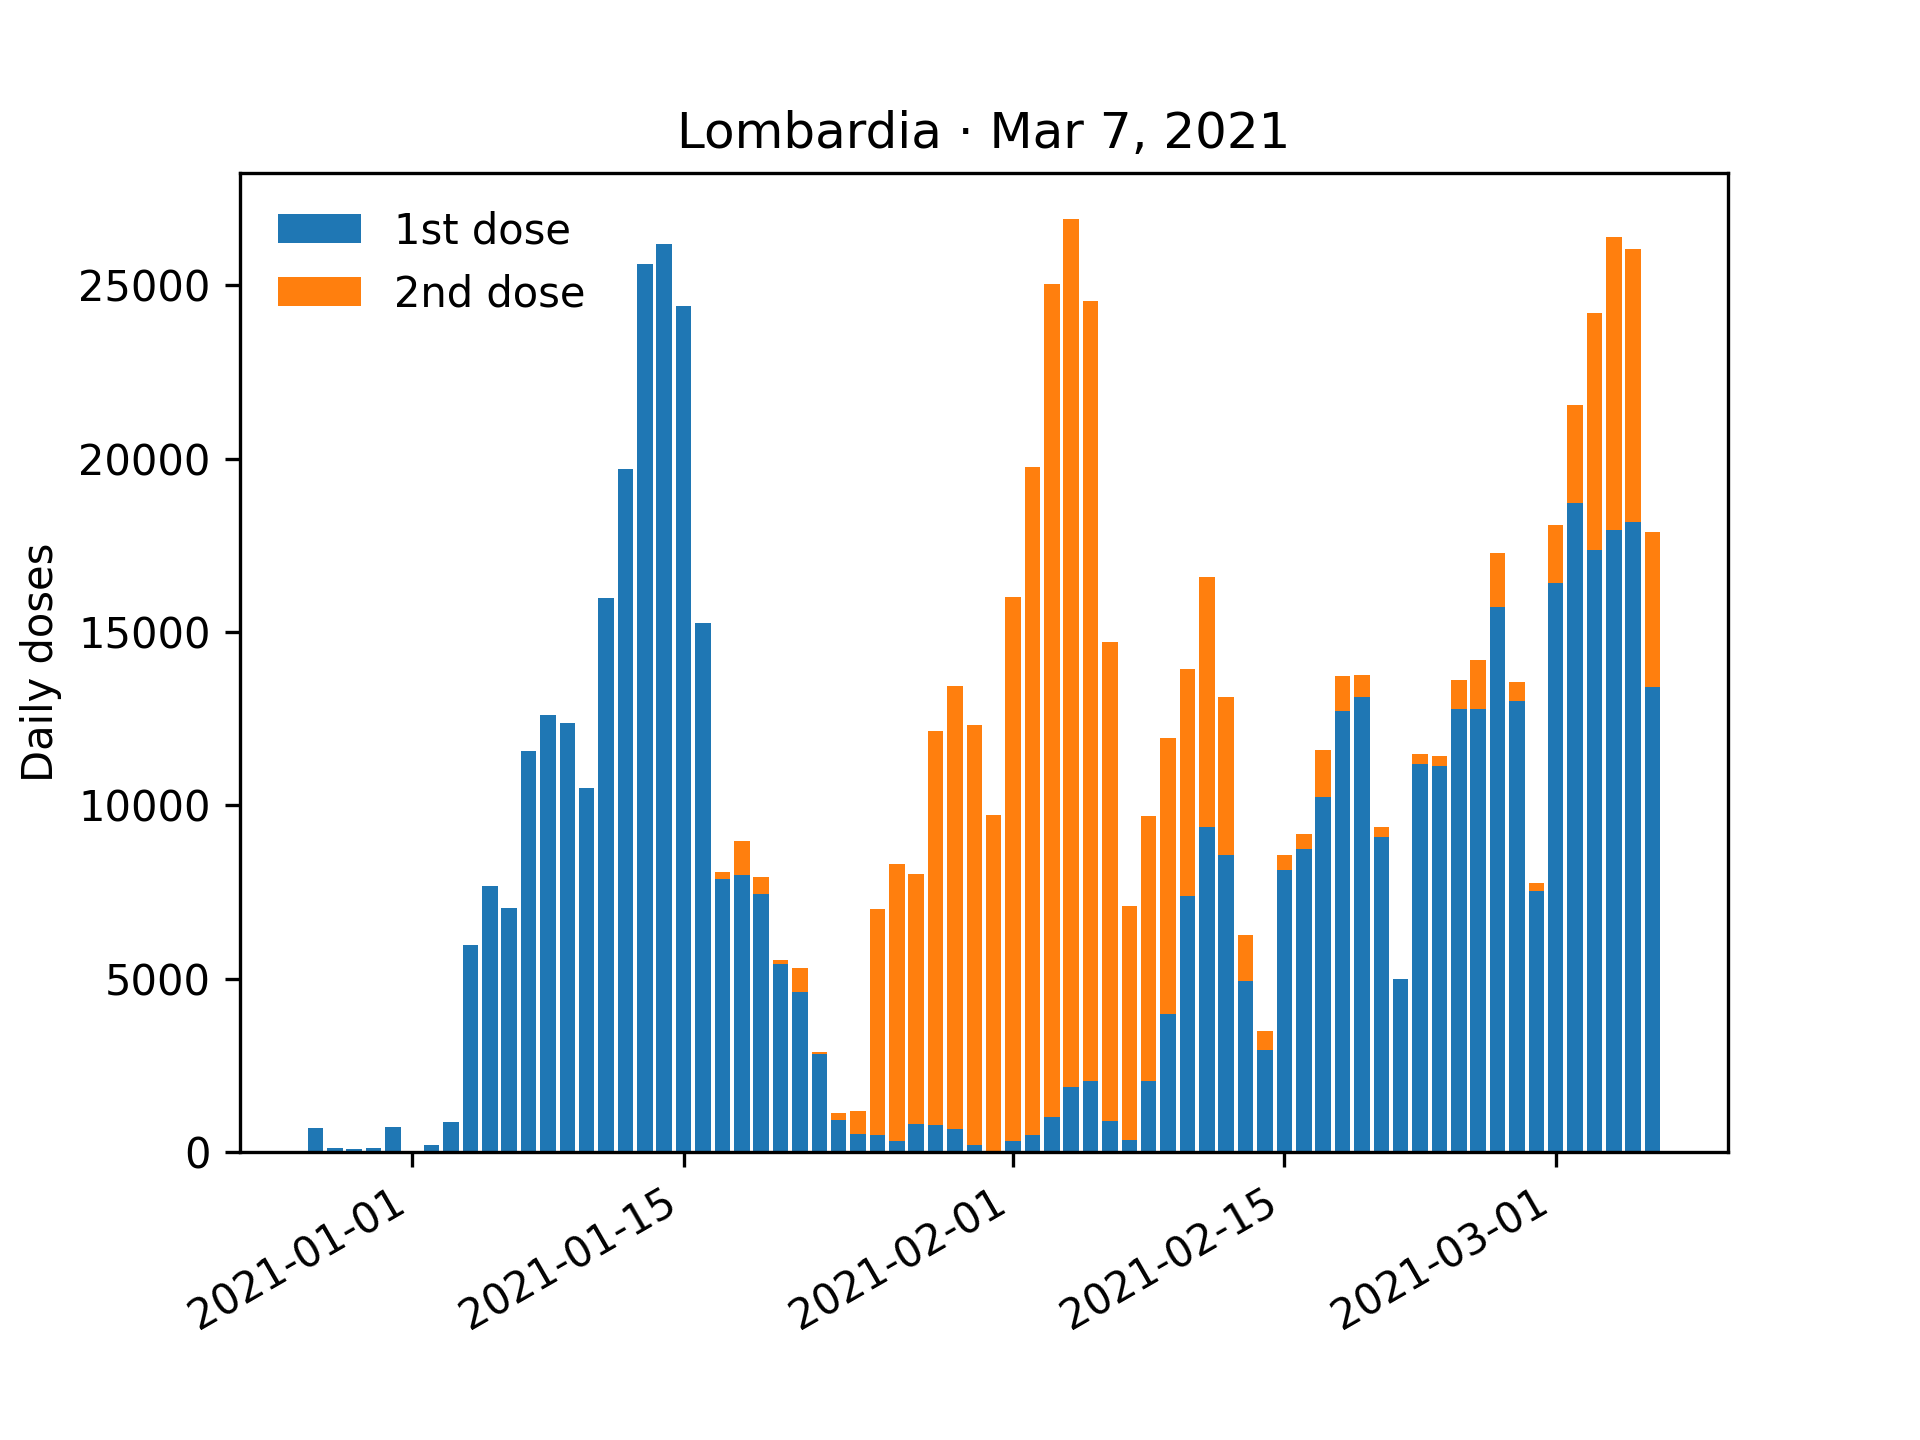 Lombardia · Mar 7, 2021
1st dose
2nd dose
Daily doses
25000
20000
15000
10000
5000
0
2021-01-01
2021-01-15
2021-02-01
2021-02-15
2021-03-01